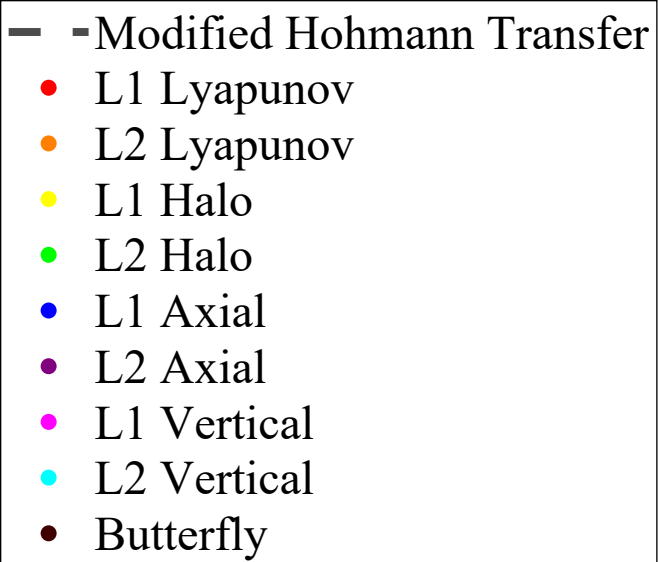 Modified Hohmann Transfer
L1 Lyapunov
L2 Lyapunov
L1 Halo
L2 Halo
L1 Axial
L2 Axial
L1 Vertical
L2 Vertical
Butterfly